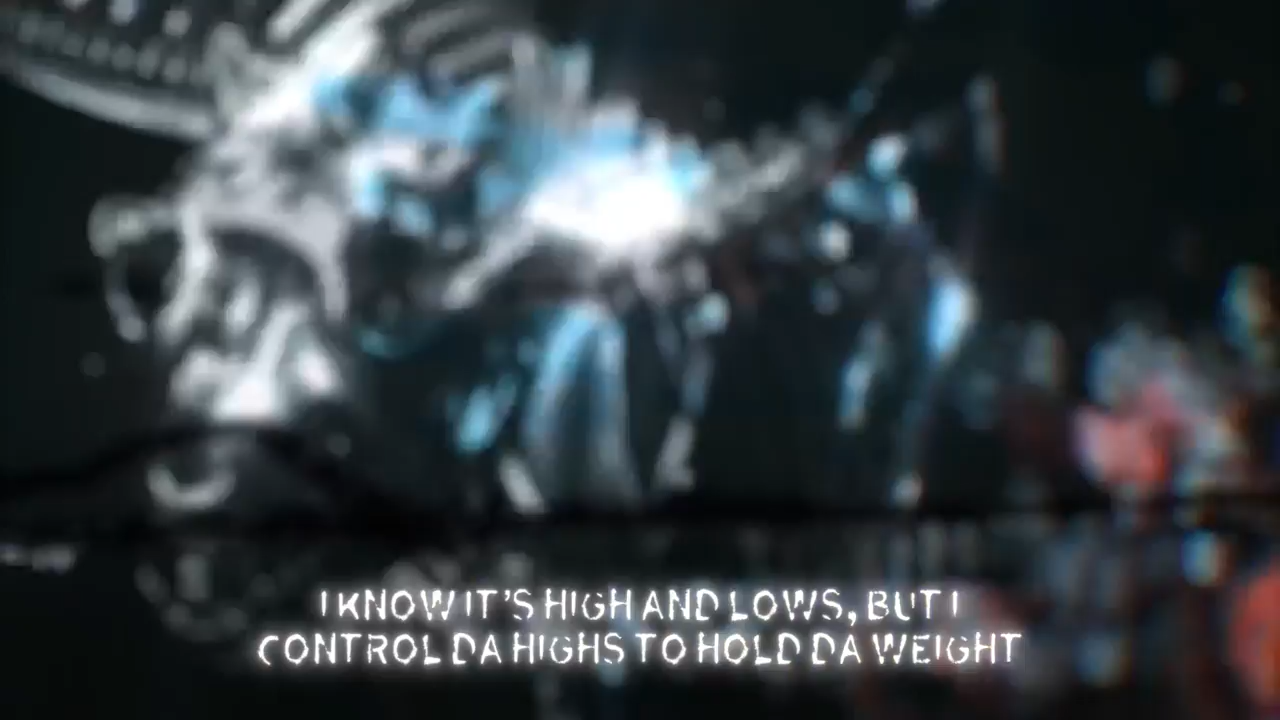 I KNOW IT'S HIGH AND LOWS, BUT I
CONTROL DA HIGHS TO HOLD DA WEIGHT